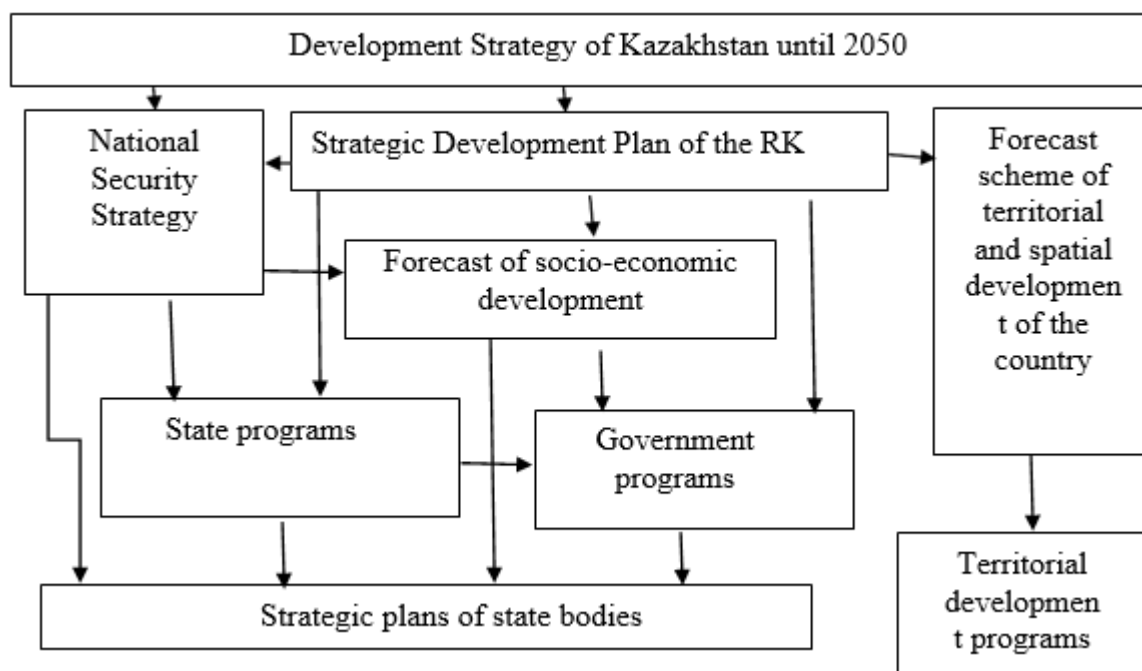 Development Strategy of Kazakhstan until 2050
National
Security
Strategy
Strategic Development Plan of the RK
Forecast
scheme of
territorial
and spatial
developmen
t of the
country
Forecast of socio-economic
development
State programs
Government
programs
Strategic plans of state bodies
Territorial
developmen
t programs